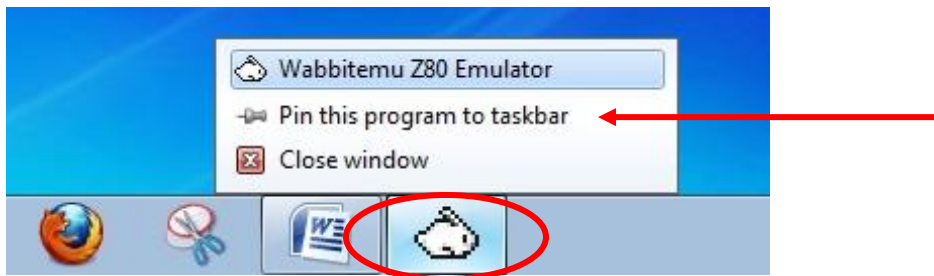 Wabbitemu Z80 Emulator
Pin this program to taskbar
Close window
W